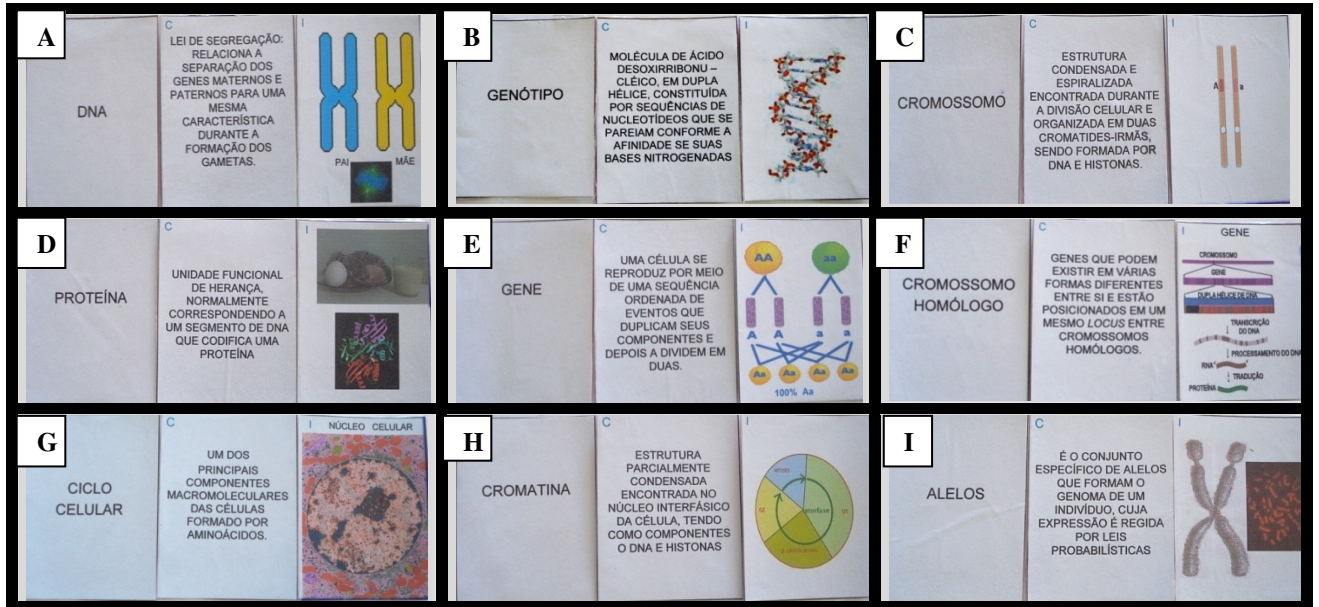 A
DNA
C
LEI DE SEGREGAÇÃO:
RELACIONA A
SEPARAÇÃO DOS
GENES MATERNOS E
PATERNOS PARA UMA
MESMA
CARACTERÍSTICA
DURANTE A
FORMAÇÃO DOS
GAMETAS.
I
PAI
MÃE
B
GENÓTIPO
C
MOLÉCULA DE ÁCIDO
DESOXIRRIBONU –
CLÉICO, EM DUPLA
HÉLICE, CONSTITUÍDA
POR SEQUÊNCIAS DE
NUCLEOTÍDEOS QUE SE
PAREIAM CONFORME A
AFINIDADE SE SUAS
BASES NITROGENADAS
I
C
CROMOSSOMO
C
ESTRUTURA
CONDENSADA E
ESPIRALIZADA
ENCONTRADA DURANTE
A DIVISÃO CELULAR E
ORGANIZADA EM DUAS
CROMATIDES-IRMÃS,
SENDO FORMADA POR
DNA E HISTONAS.
I
A a
D
PROTEÍNA
C
UNIDADE FUNCIONAL
DE HERANÇA,
NORMALMENTE
CORRESPONDENDO A
UM SEGMENTO DE DNA
QUE CODIFICA UMA
PROTEÍNA
I
E
GENE
C
UMA CÉLULA SE
REPRODUZ POR MEIO
DE UMA SEQUÊNCIA
ORDENADA DE
EVENTOS QUE
DUPLICAM SEUS
COMPONENTES E
DEPOIS A DIVIDEM EM
DUAS.
I
AA aa
A A a a
Aa Aa Aa Aa
100% Aa
F
CROMOSSOMO
HOMÓLOGO
C
GENES QUE PODEM
EXISTIR EM VÁRIAS
FORMAS DIFERENTES
ENTRE SI E ESTÃO
POSICIONADOS EM UM
MESMO LOCUS ENTRE
CROMOSSOMOS
HOMÓLOGOS.
I
GENE
CROMOSSOMO
GENE
DUPLA HÉLICE DE DNA
TRANSCRIÇÃO
DO DNA
PROCESSAMENTO DO DNA
RNA
TRADUÇÃO
PROTEÍNA
G
CICLO
CELULAR
C
UM DOS
PRINCIPAIS
COMPONENTES
MACROMOLECULARES
DAS CÉLULAS
FORMADO POR
AMINOÁCIDOS.
I
NÚCLEO CELULAR
H
CROMATINA
C
ESTRUTURA
PARCIALMENTE
CONDENSADA
ENCONTRADA NO
NÚCLEO INTERFÁSICO
DA CÉLULA, TENDO
COMO COMPONENTES
O DNA E HISTONAS
I
G2
Interfase
G1
I
ALELOS
C
É O CONJUNTO
ESPECÍFICO DE ALELOS
QUE FORMAM O
GENOMA DE UM
INDIVÍDUO, CUJA
EXPRESSÃO É REGIDA
POR LEIS
PROBABILÍSTICAS
I